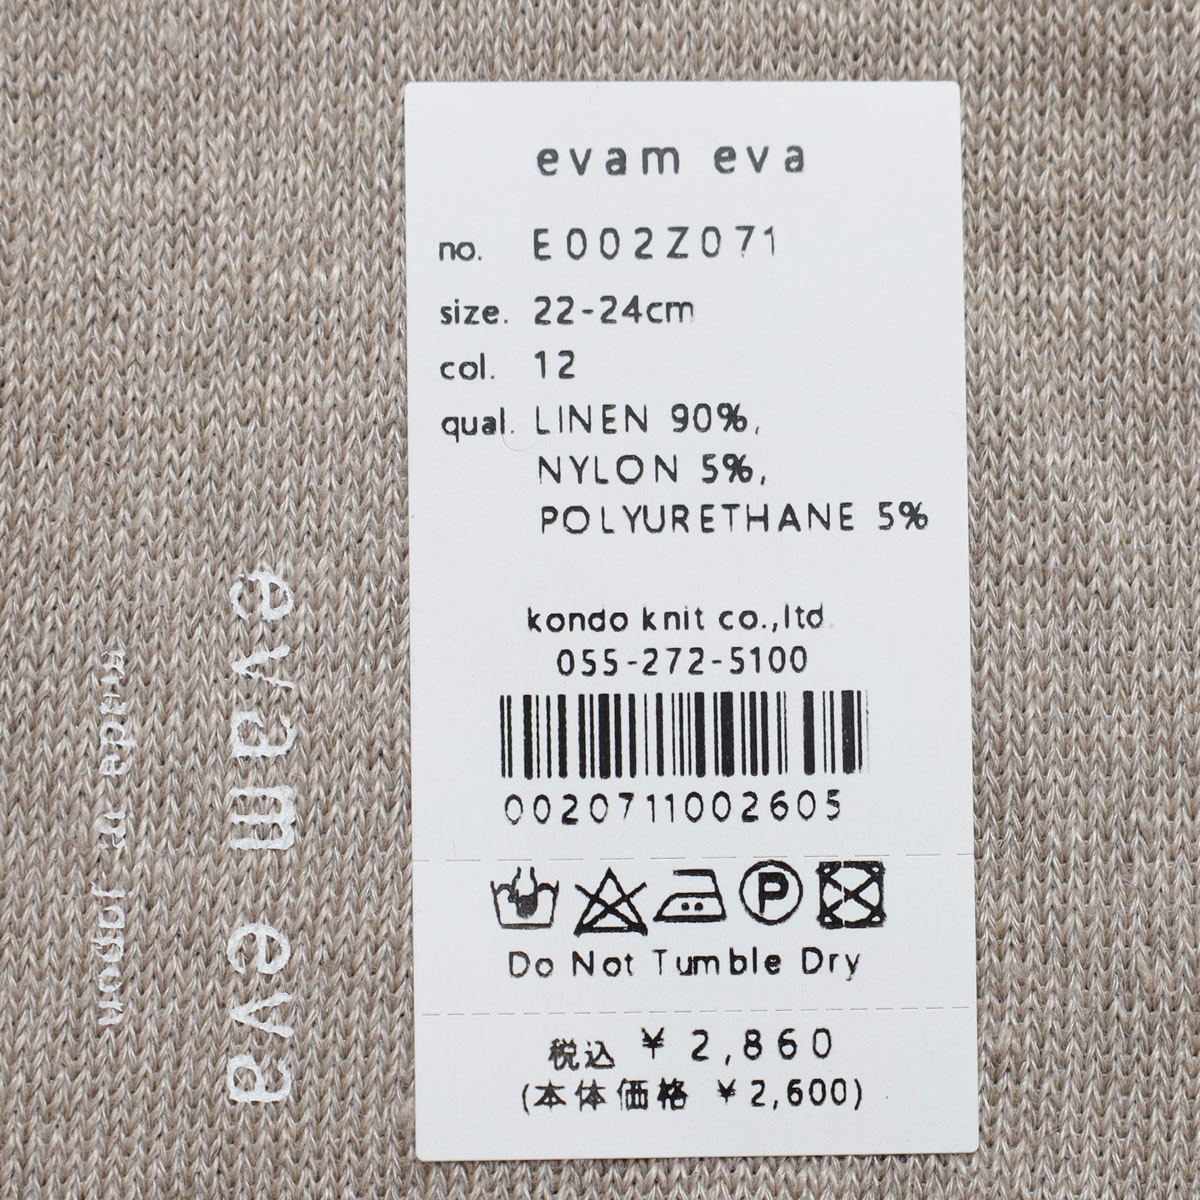 evam eva
no. E002Z071
size. 22-24cm
col. 12
qual. LINEN 90%,
NYLON 5%,
POLYURETHANE 5%
kondo knit co.,ltd.
055-272-5100
0020711002605
P
Do Not Tumble Dry
税込 ¥2,860
(本体価格 ¥2,600)
evam eva
made in Japan